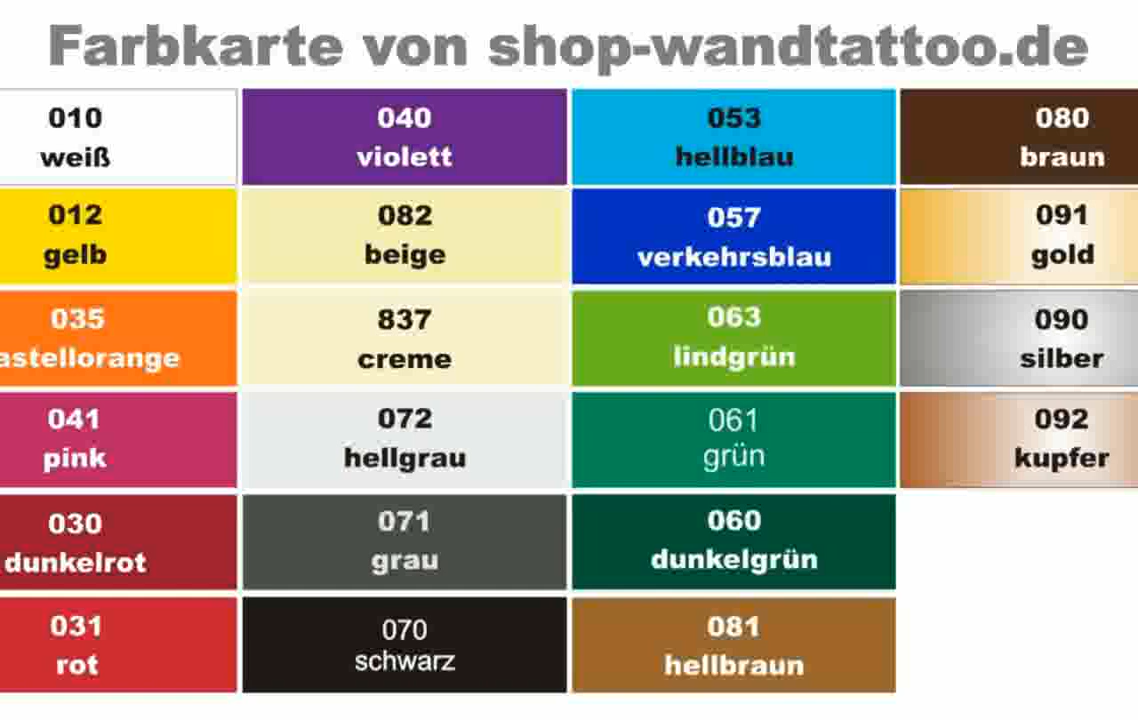 Farbkarte von shop-wandtattoo.de
010
weiß
040
violett
053
hellblau
080
braun
012
gelb
082
beige
057
verkehrsblau
091
gold
035
astellorange
837
creme
063
lindgrün
090
silber
041
pink
072
hellgrau
061
grün
092
kupfer
030
dunkelrot
071
grau
060
dunkelgrün
031
rot
070
schwarz
081
hellbraun